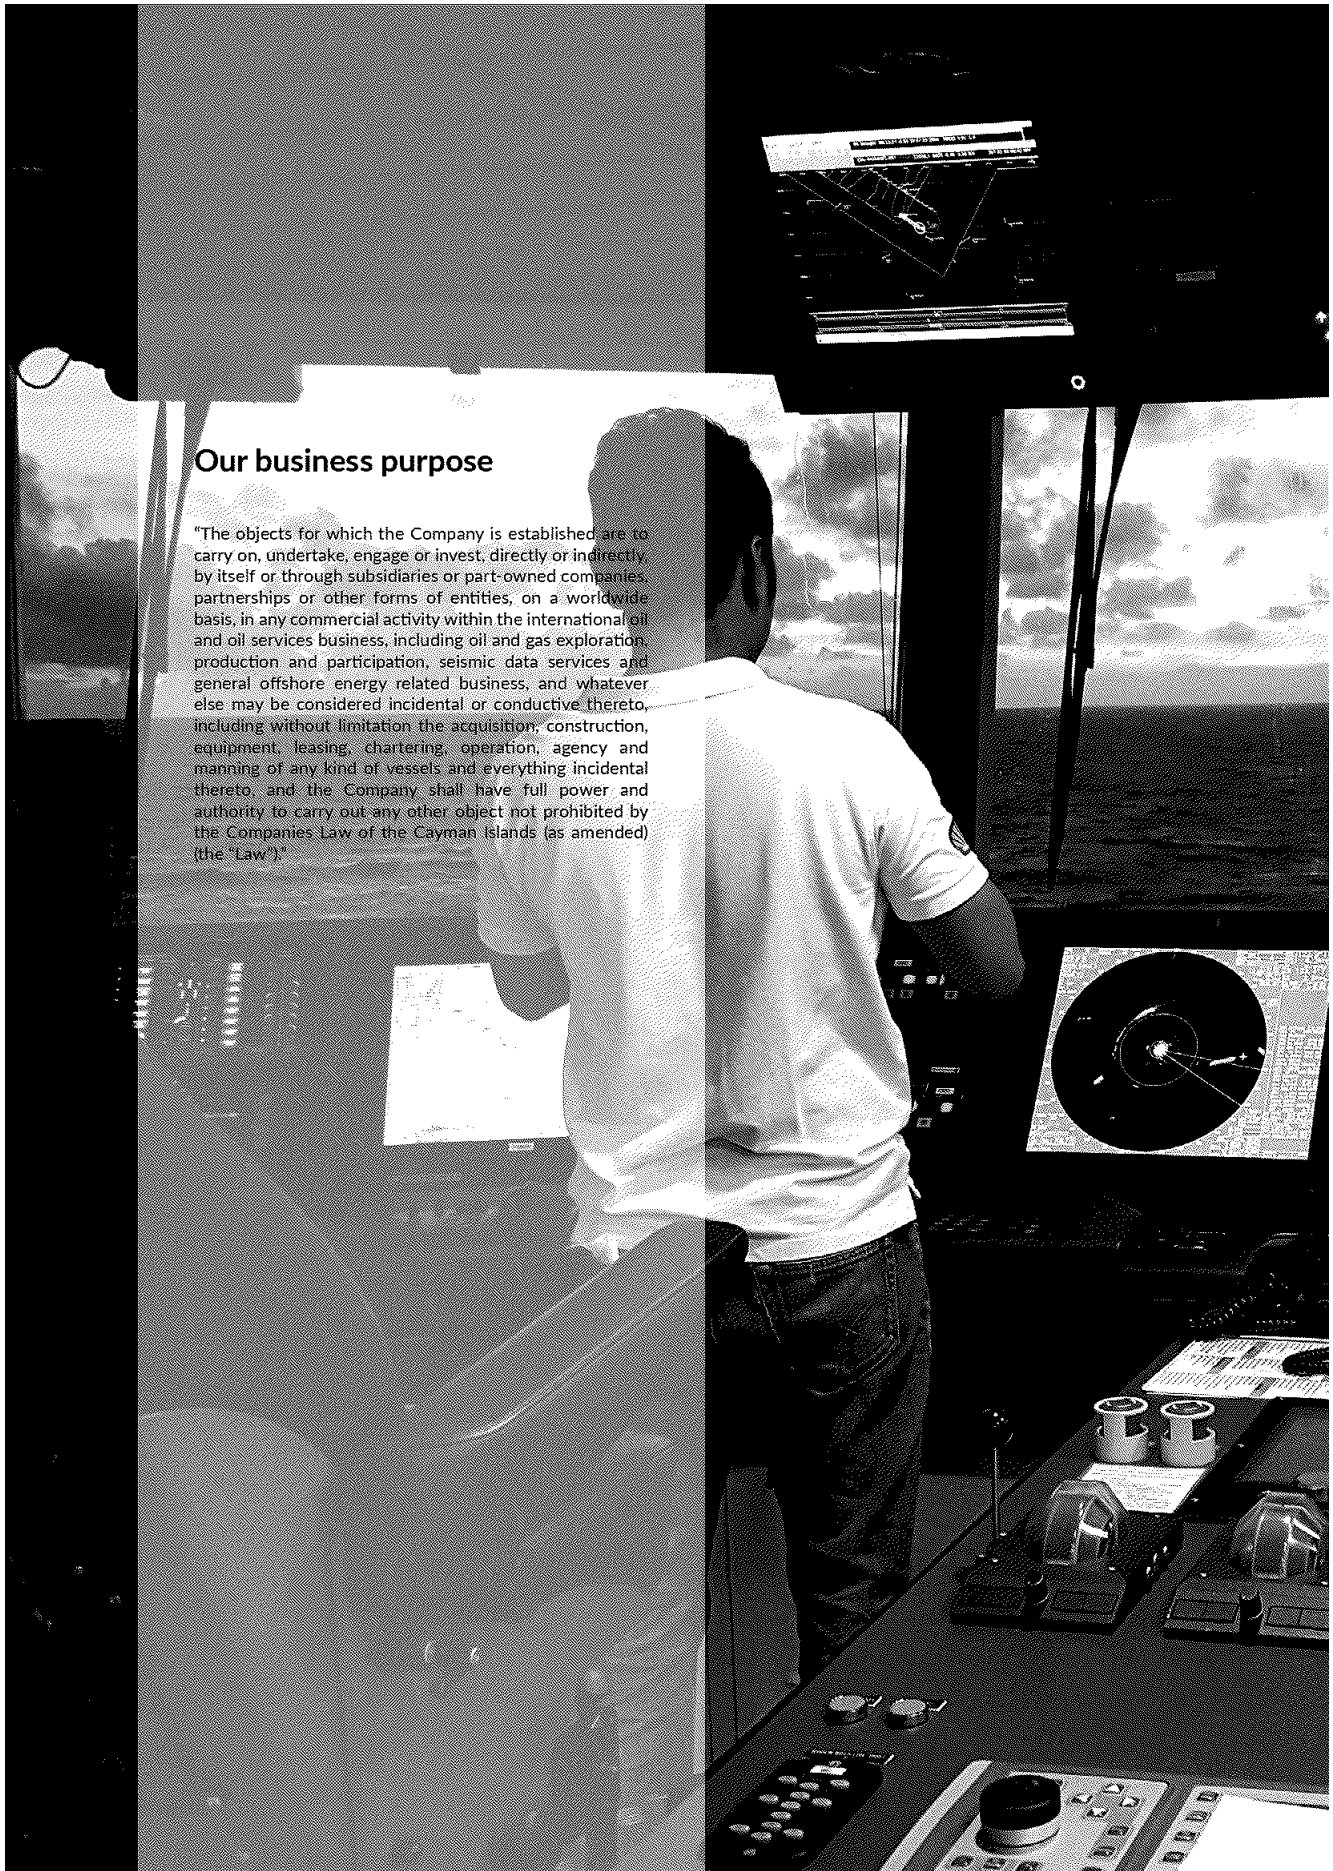 Our business purpose
“The objects for which the Company is established are to
carry on, undertake, engage or invest, directly or indirectly,
by itself or through subsidiaries or part-owned companies,
partnerships or other forms of entities, on a worldwide
basis, in any commercial activity within the international oil
and oil services business, including oil and gas exploration,
production and participation, seismic data services and
general offshore energy related business, and whatever
else may be considered incidental or conductive thereto,
including without limitation the acquisition, construction,
equipment, leasing, chartering, operation, agency and
manning of any kind of vessels and everything incidental
thereto, and the Company shall have full power and
authority to carry out any other object not prohibited by
the Companies Law of the Cayman Islands (as amended)
(the “Law”).”